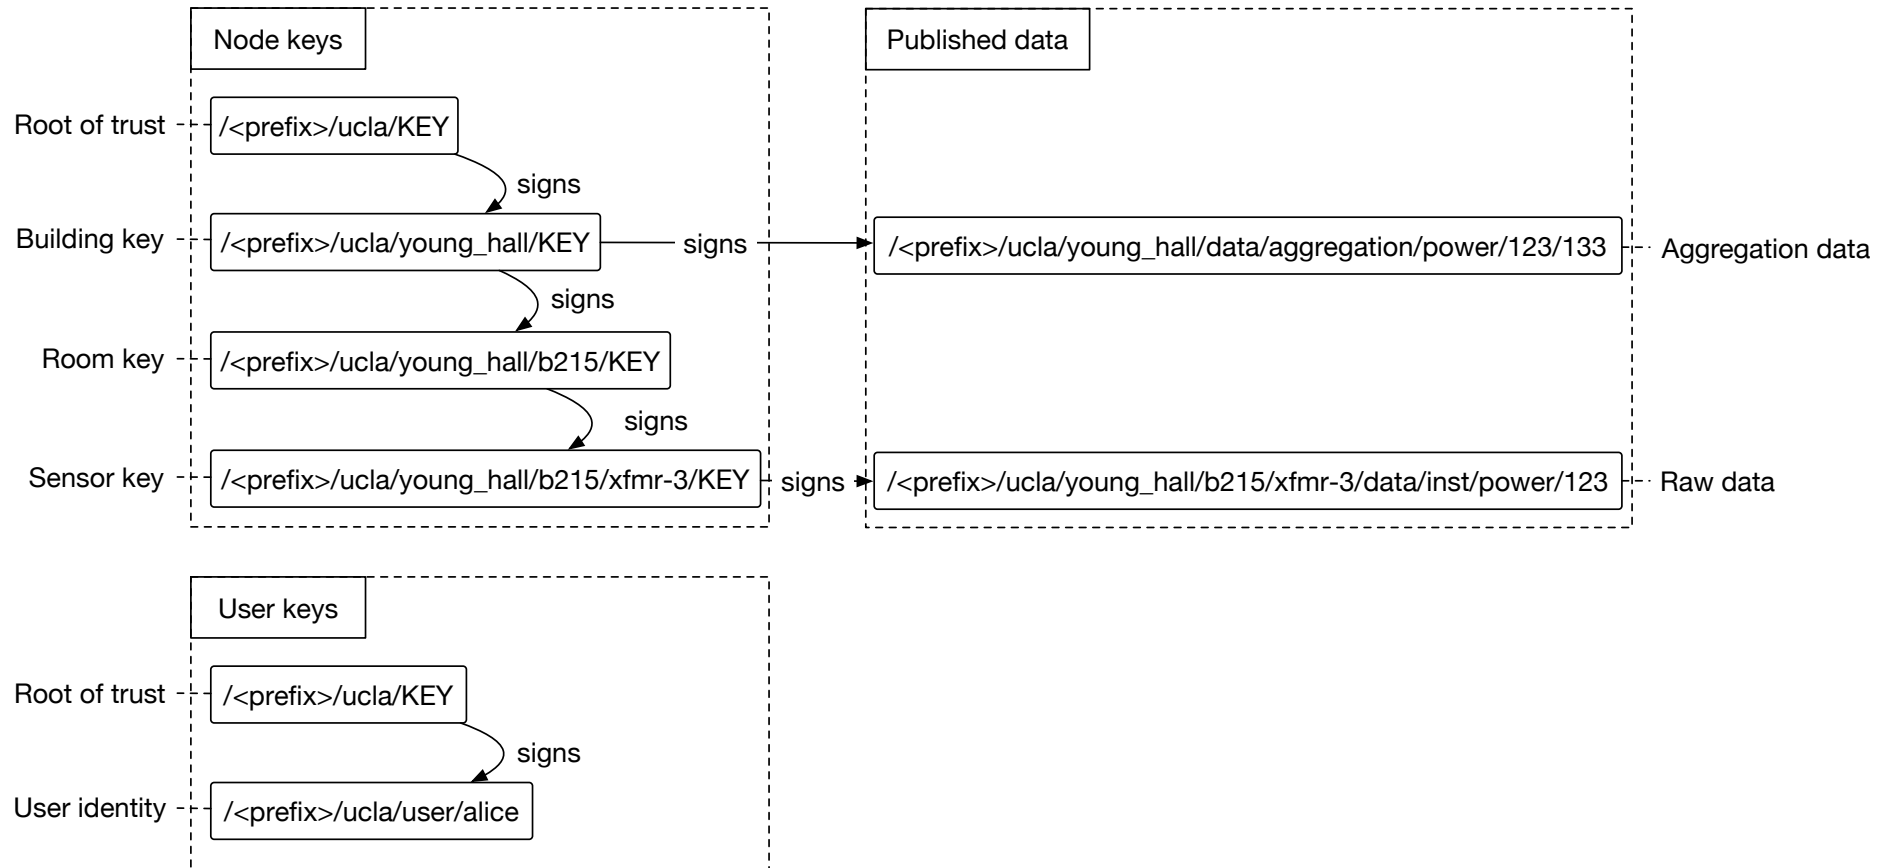 Node keys
Published data
Root of trust
/<prefix>/ucla/KEY
signs
Building key
/<prefix>/ucla/young_hall/KEY
signs
/<prefix>/ucla/young_hall/data/aggregation/power/123/133
Aggregation data
signs
Room key
/<prefix>/ucla/young_hall/b215/KEY
signs
Sensor key
/<prefix>/ucla/young_hall/b215/xfmr-3/KEY
signs
/<prefix>/ucla/young_hall/b215/xfmr-3/data/inst/power/123
Raw data
User keys
Root of trust
/<prefix>/ucla/KEY
signs
User identity
/<prefix>/ucla/user/alice